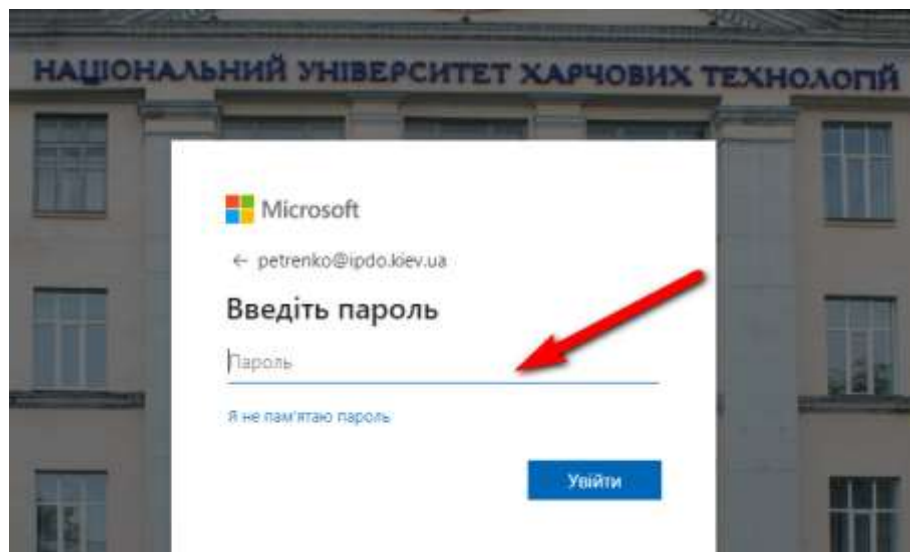 НАЦІОНАЛЬНИЙ УНІВЕРСИТЕТ ХАРЧОВИХ ТЕХНОЛОГІЙ
Microsoft
← petrenko@ipdo.kiev.ua
Введіть пароль
Пароль
Я не пам'ятаю пароль
Увійти